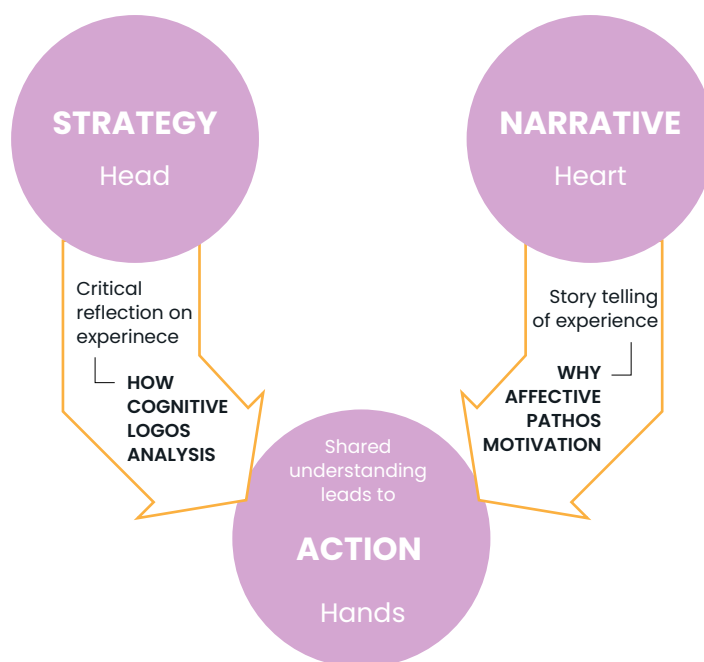 STRATEGY
Head
NARRATIVE
Heart
Critical
reflection on
experinece
HOW
COGNITIVE
LOGOS
ANALYSIS
Story telling
of experience
WHY
AFFECTIVE
PATHOS
MOTIVATION
Shared
understanding
leads to
ACTION
Hands